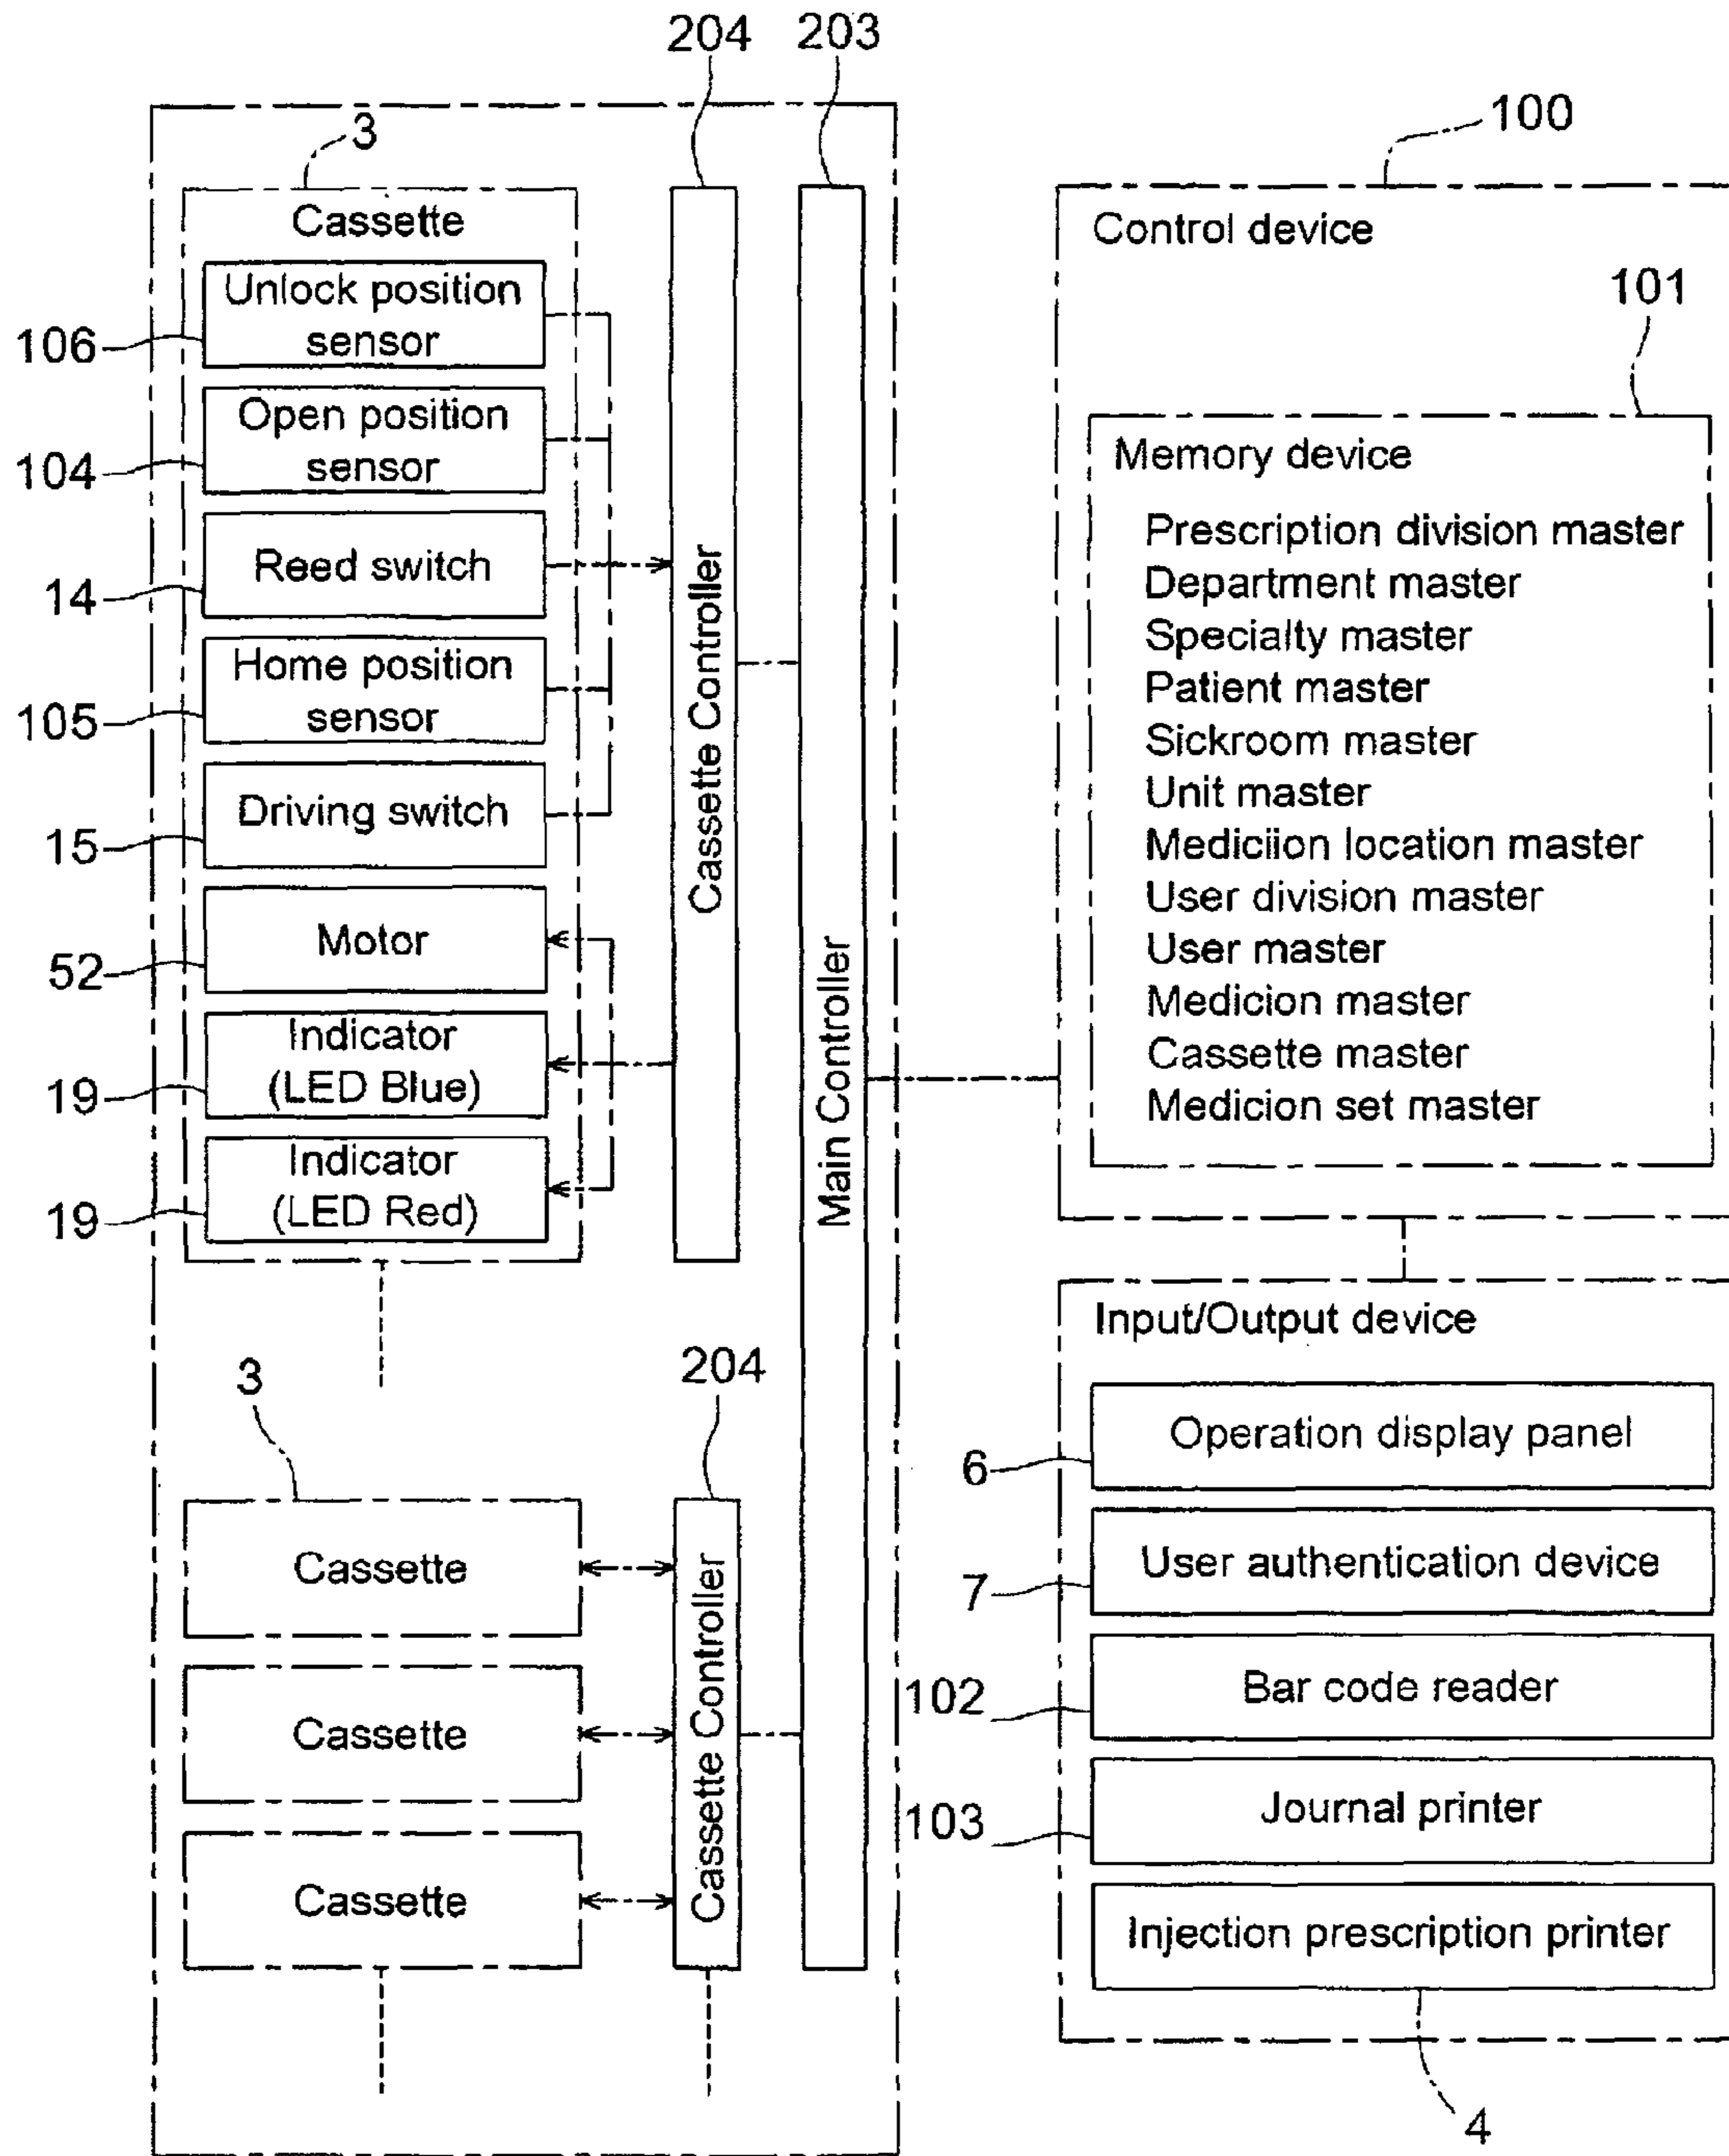 204
203
3
100
Cassette
Control device
Unlock position
sensor
106
101
Open position
sensor
104
Memory device
Reed switch
14
Prescription division master
Department master
Specialty master
Patient master
Sickroom master
Unit master
Mediciion location master
User division master
User master
Medicion master
Cassette master
Medicion set master
Home position
sensor
105
Driving switch
15
Motor
52
Indicator
(LED Blue)
19
Indicator
(LED Red)
19
Cassette Controller
Main Controller
Input/Output device
3
204
Operation display panel
6
Cassette
User authentication device
7
Bar code reader
102
Cassette
Cassette Controller
Journal printer
103
Cassette
Injection prescription printer
4